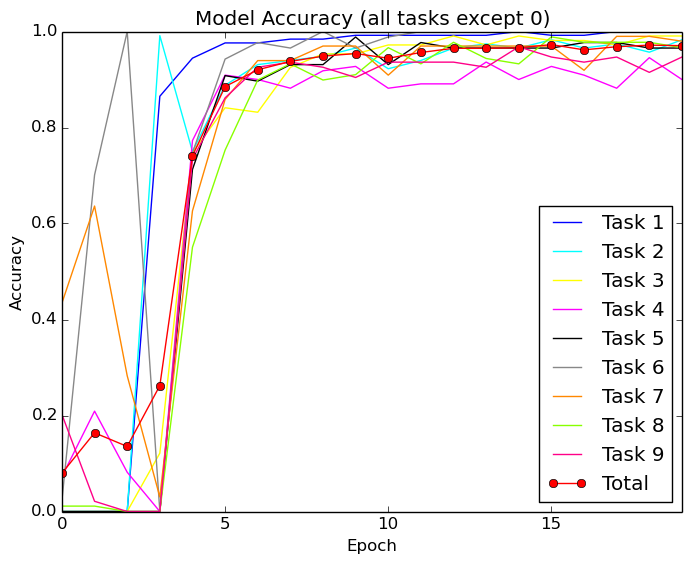 Model Accuracy (all tasks except 0)
1.0
0.8
0.6
0.4
0.2
0.0
Accuracy
0
5
10
15
Epoch
Task 1
Task 2
Task 3
Task 4
Task 5
Task 6
Task 7
Task 8
Task 9
Total